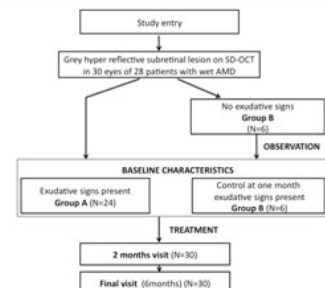 Study entry
Grey hyper reflective subretinal lesion on SD-OCT
in 30 eyes of 28 patients with wet AMD
No exudative signs
Group B
(N=6)
OBSERVATION
BASELINE CHARACTERISTICS
Exudative signs present
Group A (N=24)
Control at one month
exudative signs present
Group B (N=6)
TREATMENT
2 months visit (N=30)
Final visit (6months) (N=30)